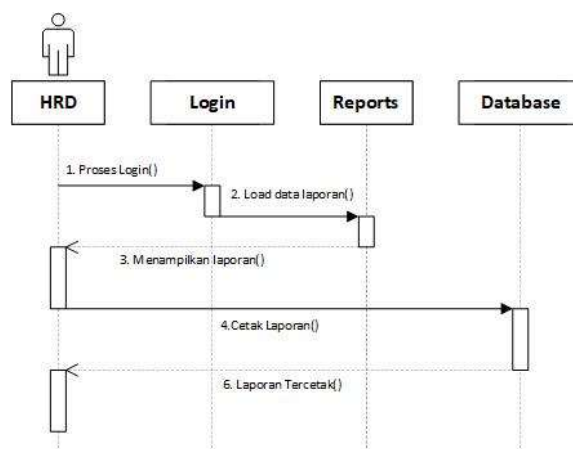 HRD
Login
Reports
Database
1. Proses Login()
2. Load data laporan()
3. Menampilkan laporan()
4.Cetak Laporan()
6. Laporan Tercetak()